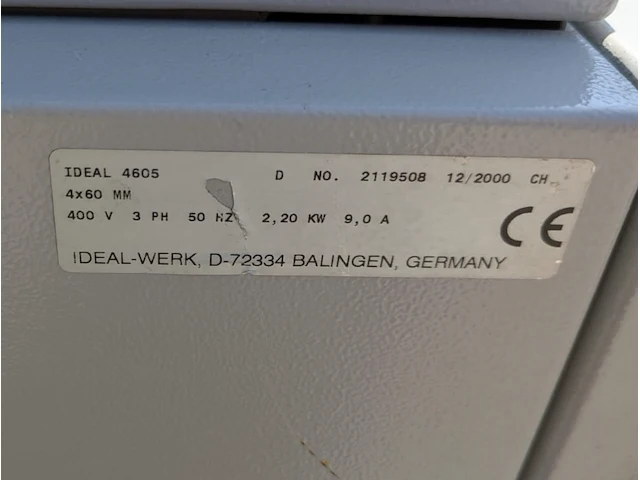 IDEAL 4605 D NO. 2119508 12/2000 CH
4x60 MM
400 V 3 PH 50 HZ 2,20 KW 9,0 A
CE
IDEAL-WERK, D-72334 BALINGEN, GERMANY